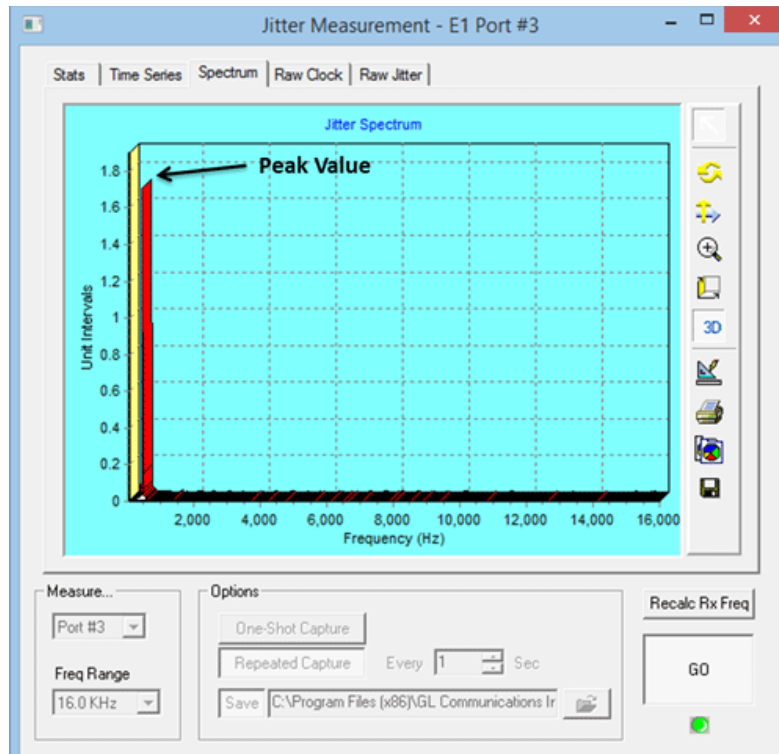 Jitter Measurement - E1 Port #3
Stats Time Series Spectrum Raw Clock Raw Jitter
Jitter Spectrum
Peak Value
1.8
1.6
1.4
1.2
1
0.8
0.6
0.4
0.2
0
Unit Intervals
2,000 4,000 6,000 8,000 10,000 12,000 14,000 16,000
Frequency (Hz)
3D
Measure...
Port #3
Freq Range
16.0 KHz
Options
One-Shot Capture
Repeated Capture Every 1 Sec
Save C:\Program Files (x86)\GL Communications Ir
Recalc Rx Freq
GO